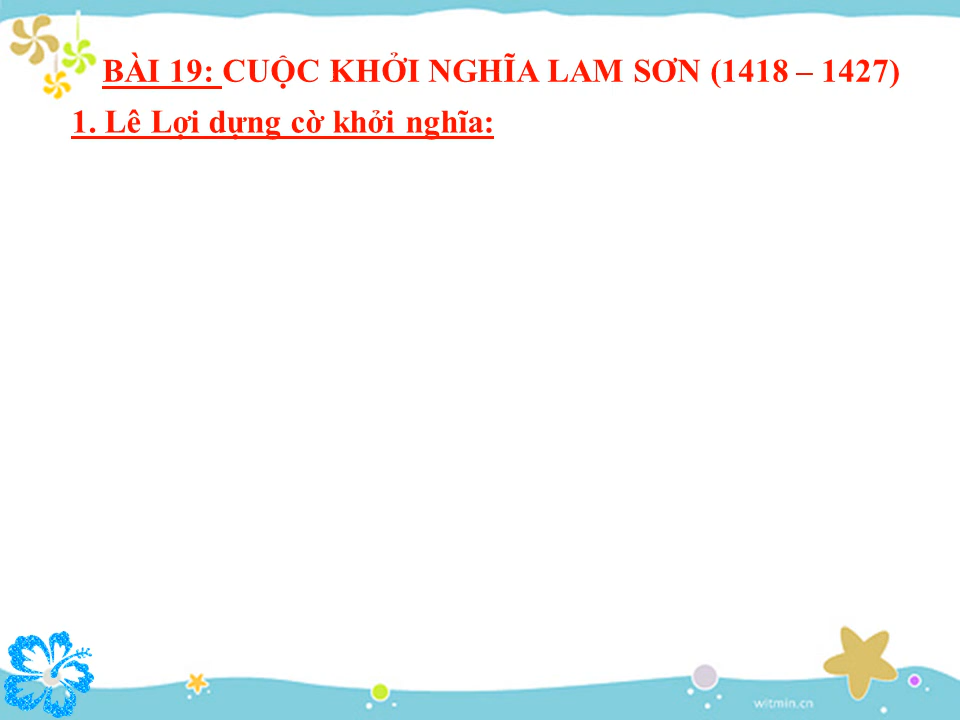 BÀI 19: CUỘC KHỞI NGHĨA LAM SƠN (1418 – 1427)
1. Lê Lợi dựng cờ khởi nghĩa:
witmin.cn